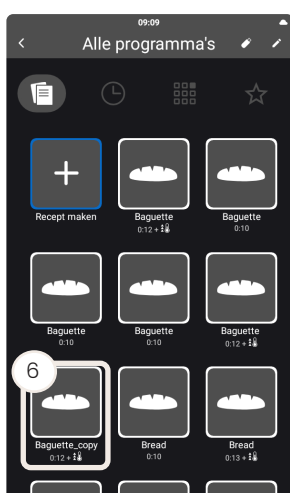 09:09
Alle programma's
Recept maken
Baguette
0:12 +
Baguette
0:10
Baguette
0:10
Baguette
0:10
Baguette
0:12 +
6
Baguette_copy
0:12 +
Bread
0:10
Bread
0:13 +